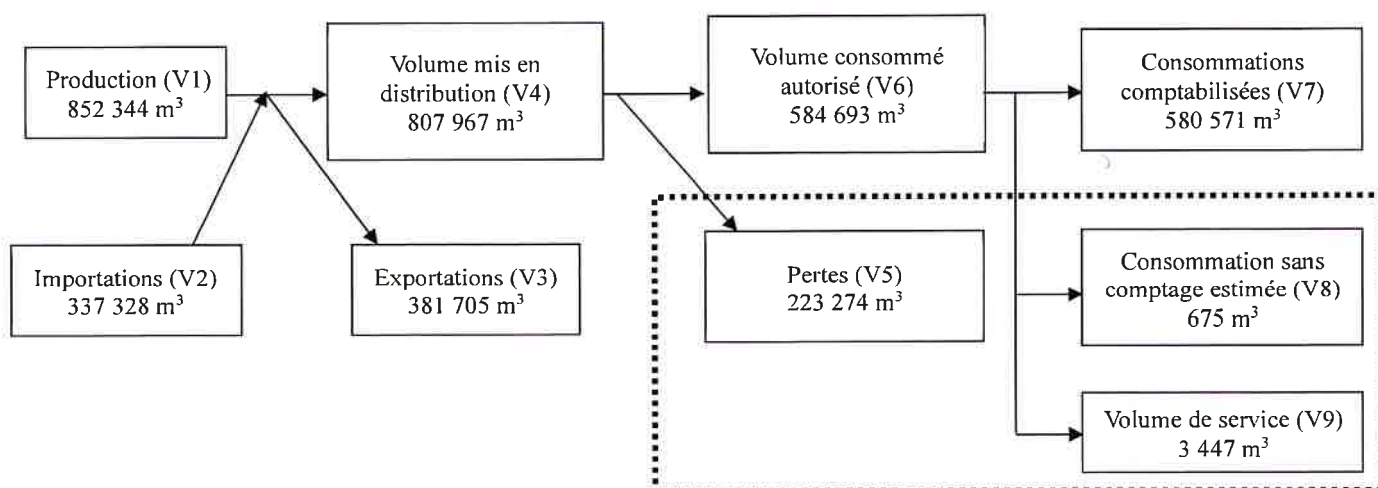 Production (V1)
852 344 m³
Volume mis en
distribution (V4)
807 967 m³
Volume consommé
autorisé (V6)
584 693 m³
Consommations
comptabilisées (V7)
580 571 m³
Importations (V2)
337 328 m³
Exportations (V3)
381 705 m³
Pertes (V5)
223 274 m³
Consommation sans
comptage estimée (V8)
675 m³
Volume de service (V9)
3 447 m³